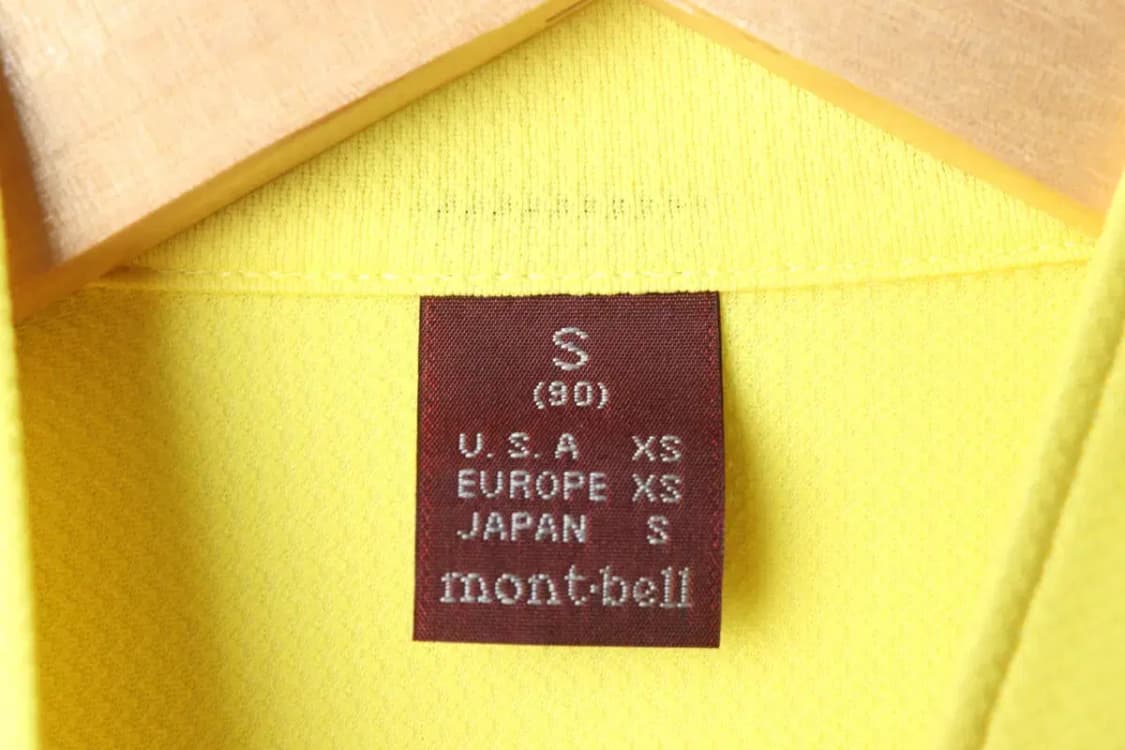 S
(90)
U.S.A XS
EUROPE XS
JAPAN S
mont·bell